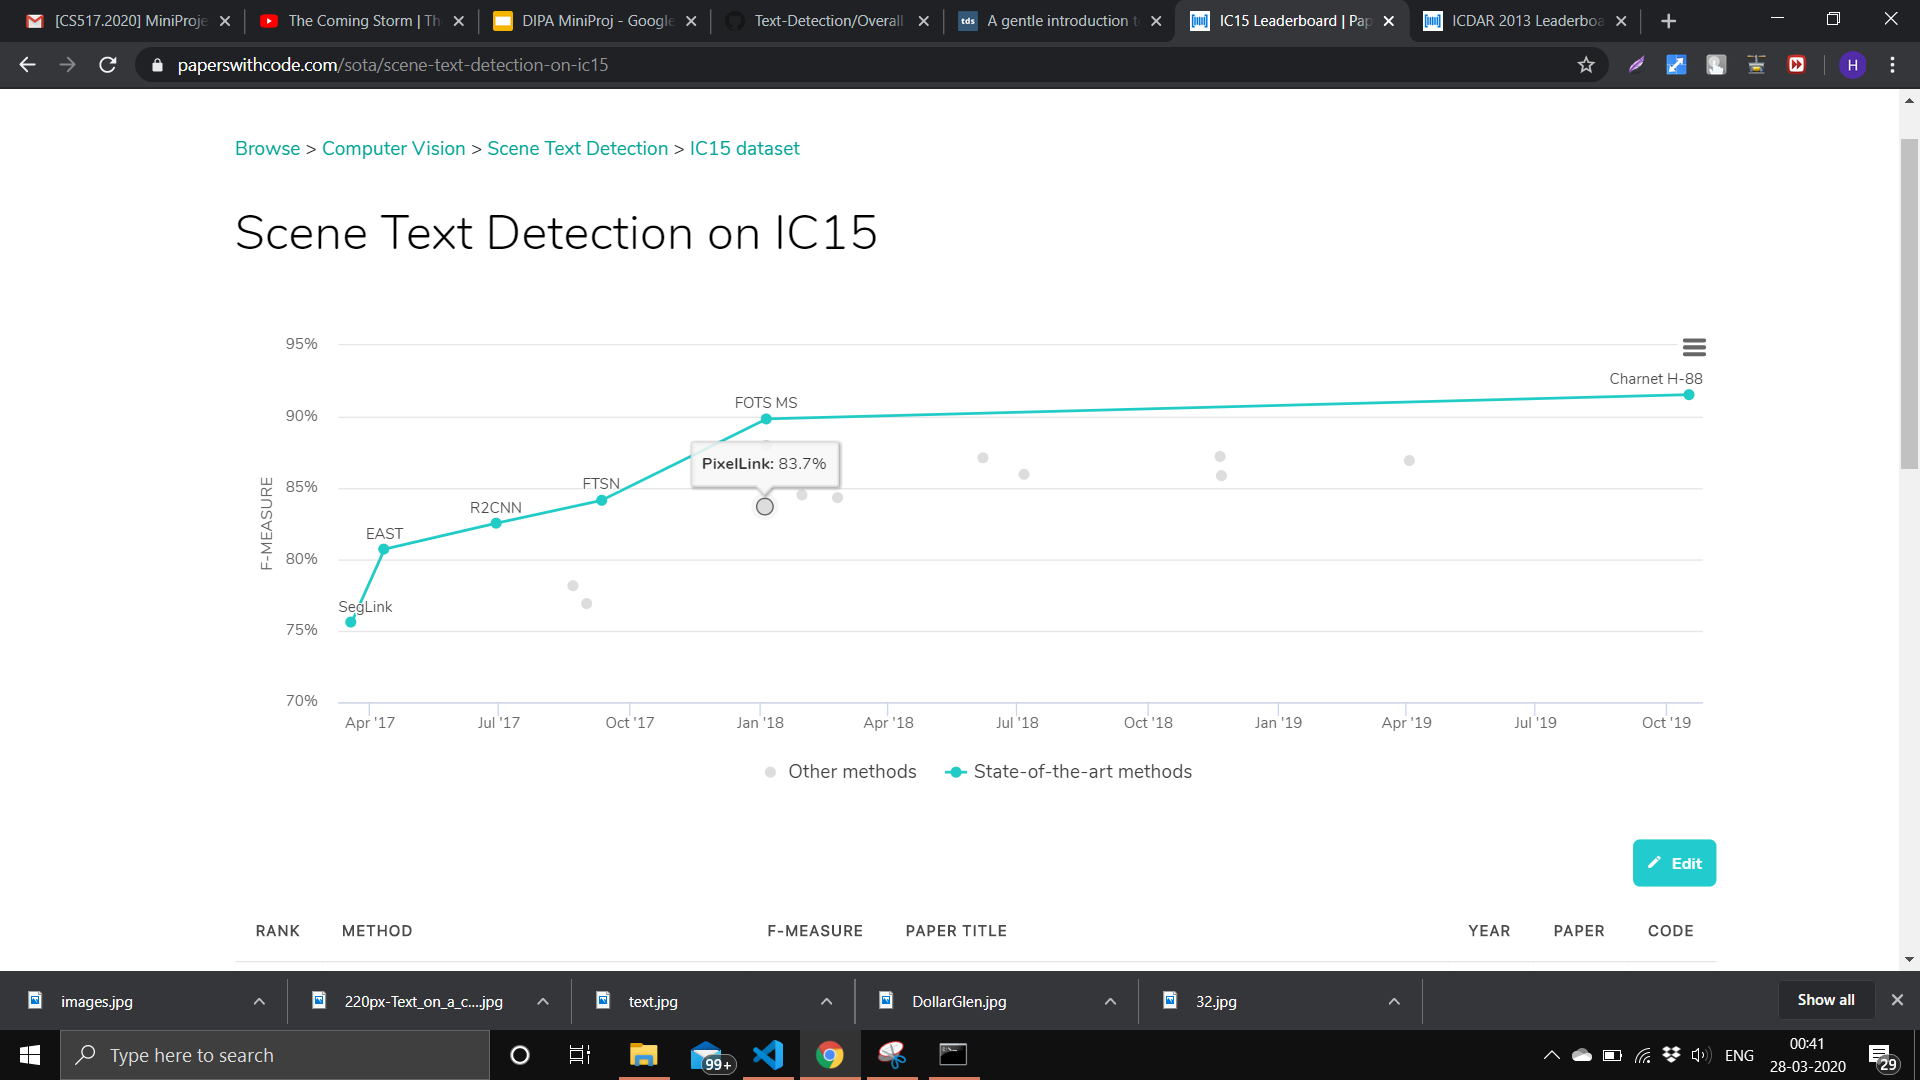 [CS517.2020] MiniProje
The Coming Storm | Th
DIPA MiniProj - Google
Text-Detection/Overall
tds A gentle introduction t
IC15 Leaderboard | Pap
ICDAR 2013 Leaderboa
paperswithcode.com/sota/scene-text-detection-on-ic15
H
Browse > Computer Vision > Scene Text Detection > IC15 dataset
Scene Text Detection on IC15
95%
90%
85%
80%
75%
70%
F-MEASURE
Charnet H-88
FOTS MS
PixelLink: 83.7%
FTSN
R2CNN
EAST
SegLink
Apr '17 Jul '17 Oct '17 Jan '18 Apr '18 Jul '18 Oct '18 Jan '19 Apr '19 Jul '19 Oct '19
Other methods State-of-the-art methods
Edit
RANK METHOD F-MEASURE PAPER TITLE YEAR PAPER CODE
images.jpg 220px-Text_on_a_c....jpg text.jpg DollarGlen.jpg 32.jpg Show all
Type here to search
99+
ENG
00:41
28-03-2020
29